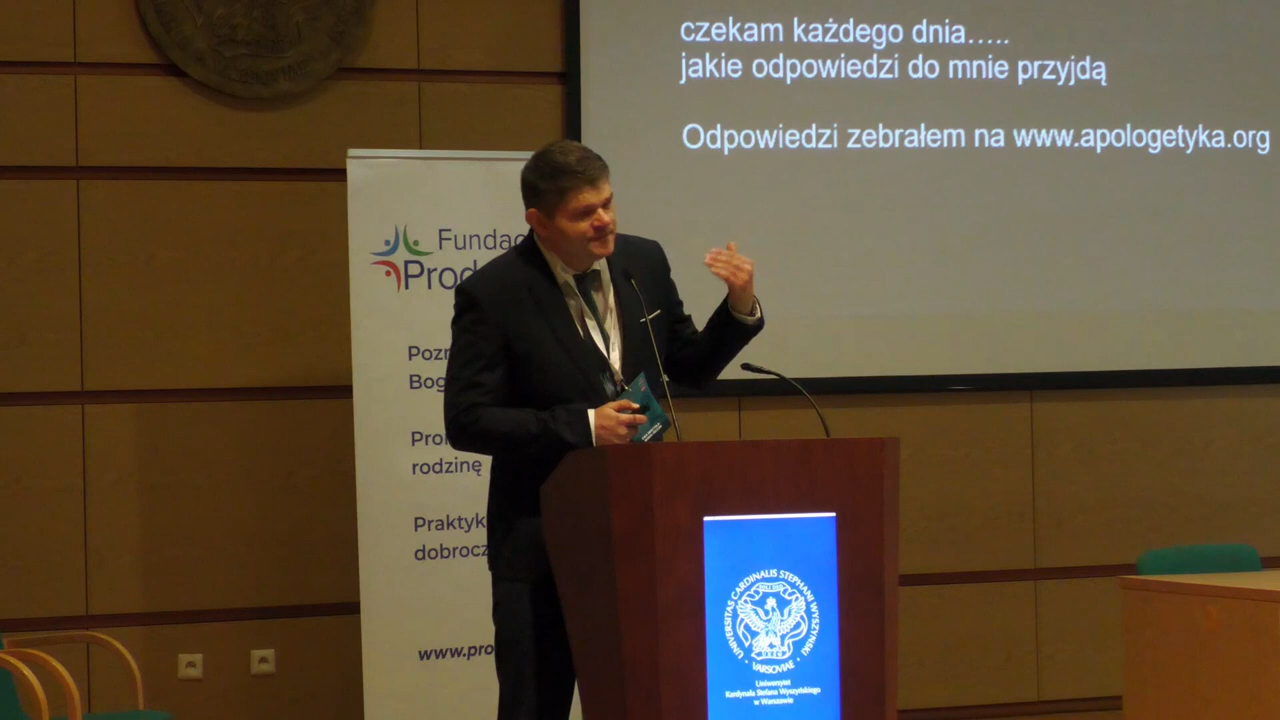 czekam każdego dnia.....
jakie odpowiedzi do mnie przyjdą
Odpowiedzi zebrałem na www.apologetyka.org
Fundac
Prod
Pozn
Bog
Pro
rodzinę
Praktyk
dobrocz
www.pro
UNIVERSITAS CARDINALIS STEPHANI WYSZYŃSKI
VARSOVIAE
Uniwersytet
Kardynała Stefana Wyszyńskiego
w Warszawie